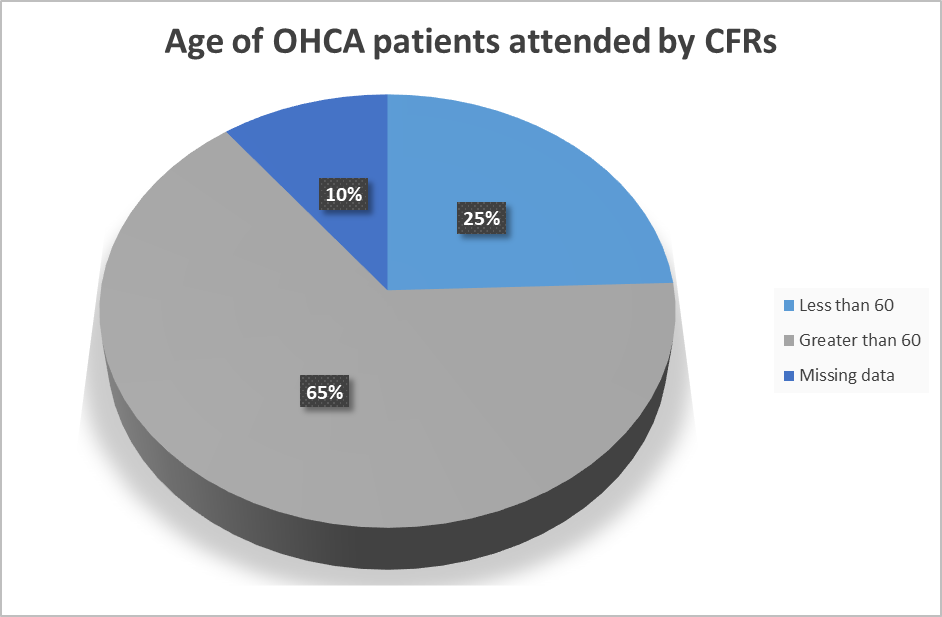 Age of OHCA patients attended by CFRs
10%
25%
65%
Less than 60
Greater than 60
Missing data